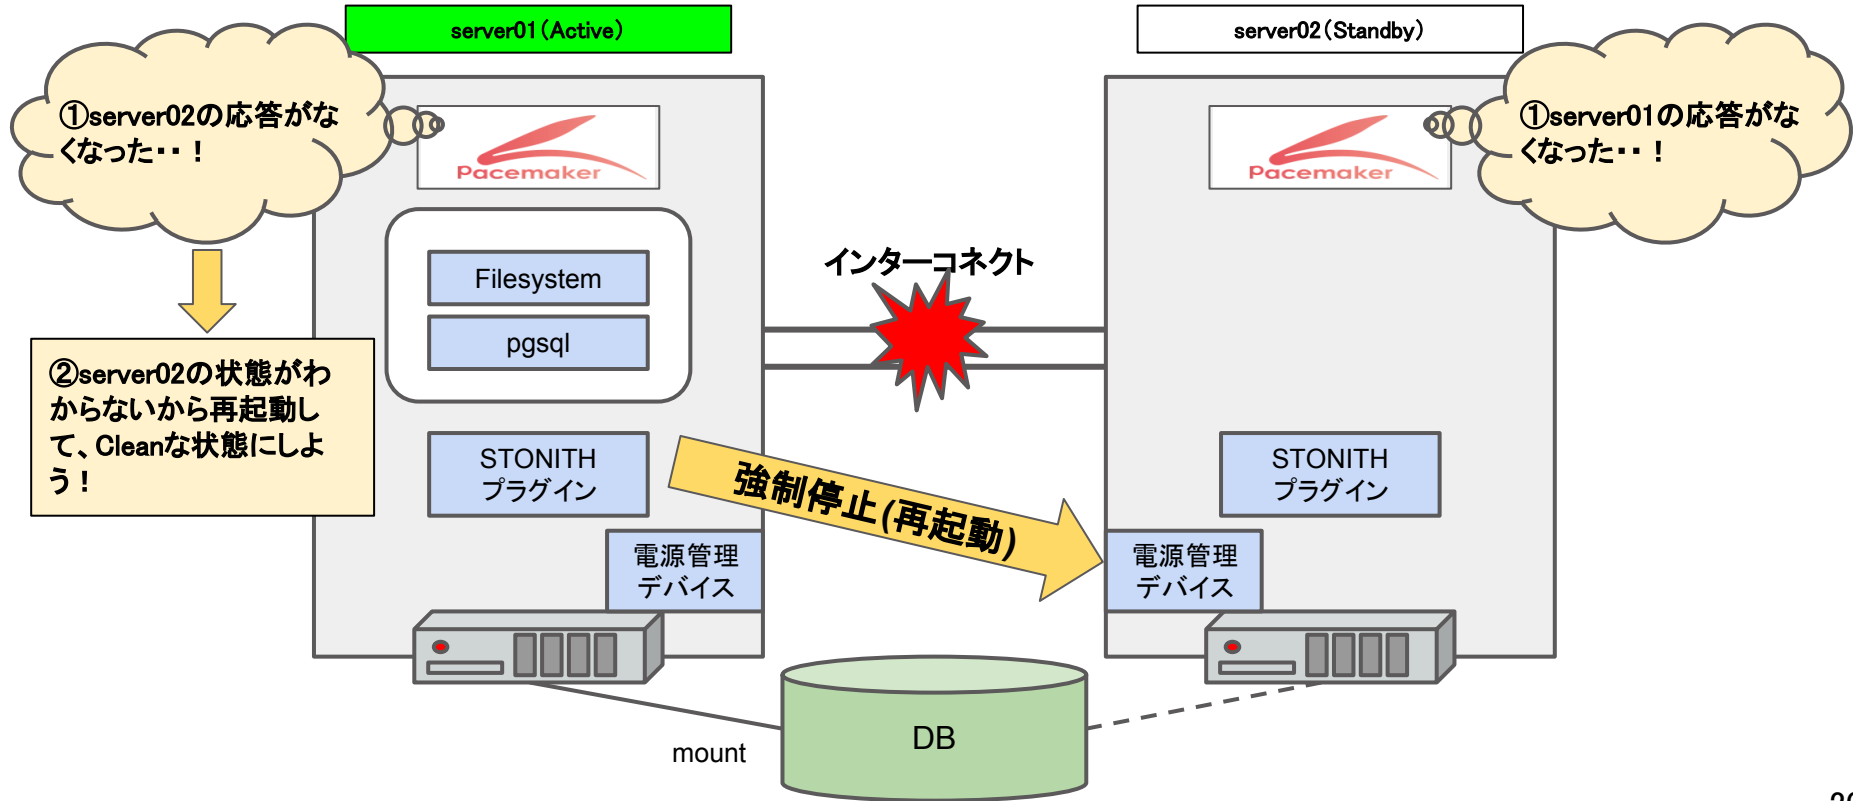 server01(Active)
server02(Standby)
①server02の応答がな
くなった・・！
Pacemaker
Pacemaker
①server01の応答がな
くなった・・！
インターコネクト
Filesystem
pgsql
②server02の状態がわ
からないから再起動し
て、Cleanな状態にしよ
う！
STONITH
プラグイン
強制停止(再起動)
STONITH
プラグイン
電源管理
デバイス
電源管理
デバイス
DB
mount